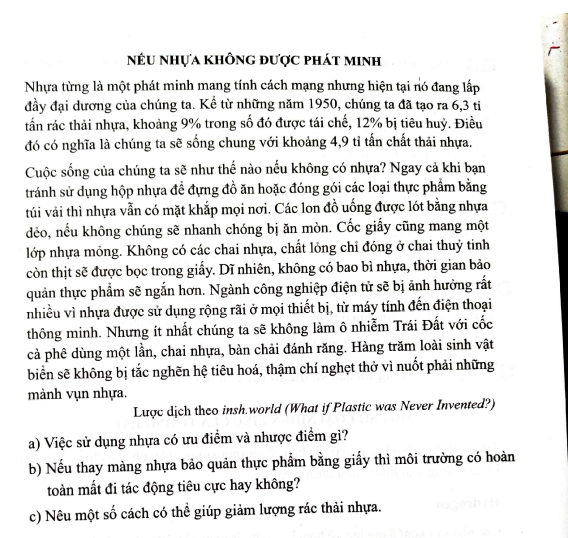 NẾU NHỰA KHÔNG ĐƯỢC PHÁT MINH
Nhựa từng là một phát minh mang tính cách mạng nhưng hiện tại nó đang lấp
đầy đại dương của chúng ta. Kể từ những năm 1950, chúng ta đã tạo ra 6,3 tỉ
tấn rác thải nhựa, khoảng 9% trong số đó được tái chế, 12% bị tiêu huỷ. Điều
đó có nghĩa là chúng ta sẽ sống chung với khoảng 4,9 tỉ tấn chất thải nhựa.
Cuộc sống của chúng ta sẽ như thế nào nếu không có nhựa? Ngay cả khi bạn
tránh sử dụng hộp nhựa để đựng đồ ăn hoặc đóng gói các loại thực phẩm bằng
túi vải thì nhựa vẫn có mặt khắp mọi nơi. Các lon đồ uống được lót bằng nhựa
dẻo, nếu không chúng sẽ nhanh chóng bị ăn mòn. Cốc giấy cũng mang một
lớp nhựa mỏng. Không có các chai nhựa, chất lỏng chỉ đóng ở chai thuỷ tinh
còn thịt sẽ được bọc trong giấy. Dĩ nhiên, không có bao bì nhựa, thời gian bảo
quản thực phẩm sẽ ngắn hơn. Ngành công nghiệp điện tử sẽ bị ảnh hưởng rất
nhiều vì nhựa được sử dụng rộng rãi ở mọi thiết bị, từ máy tính đến điện thoại
thông minh. Nhưng ít nhất chúng ta sẽ không làm ô nhiễm Trái Đất với cốc
cà phê dùng một lần, chai nhựa, bàn chải đánh răng. Hàng trăm loài sinh vật
biển sẽ không bị tắc nghẽn hệ tiêu hoá, thậm chí nghẹt thở vì nuốt phải những
mảnh vụn nhựa.
Lược dịch theo insh.world (What if Plastic was Never Invented?)
a) Việc sử dụng nhựa có ưu điểm và nhược điểm gì?
b) Nếu thay màng nhựa bảo quản thực phẩm bằng giấy thì môi trường có hoàn
toàn mất đi tác động tiêu cực hay không?
c) Nêu một số cách có thể giúp giảm lượng rác thải nhựa.